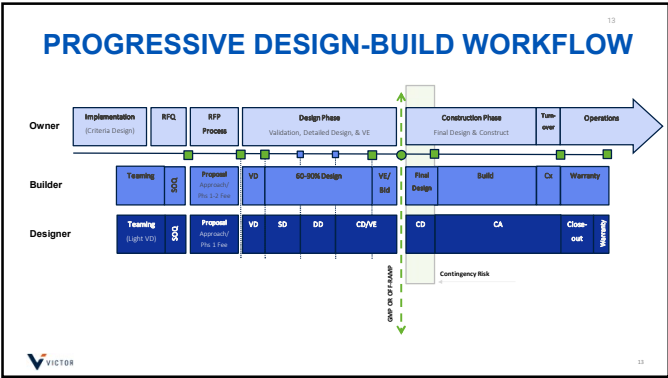 13
PROGRESSIVE DESIGN-BUILD WORKFLOW
Owner
Implementation
(Criteria Design)
RFQ
RFP
Process
Design Phase
Validation, Detailed Design, & VE
Construction Phase
Final Design & Construct
Turn-
over
Operations
Builder
Teaming
SOQ
Proposal
Approach/
Phs 1-2 Fee
VD
60-90% Design
VE/
Bid
Final
Design
Build
Cx
Warranty
Designer
Teaming
(Light VD)
SOQ
Proposal
Approach/
Phs 1 Fee
VD
SD
DD
CD/VE
CD
CA
Close-
out
Warranty
GMP OR OFF-RAMP
Contingency Risk
VICTOR
13